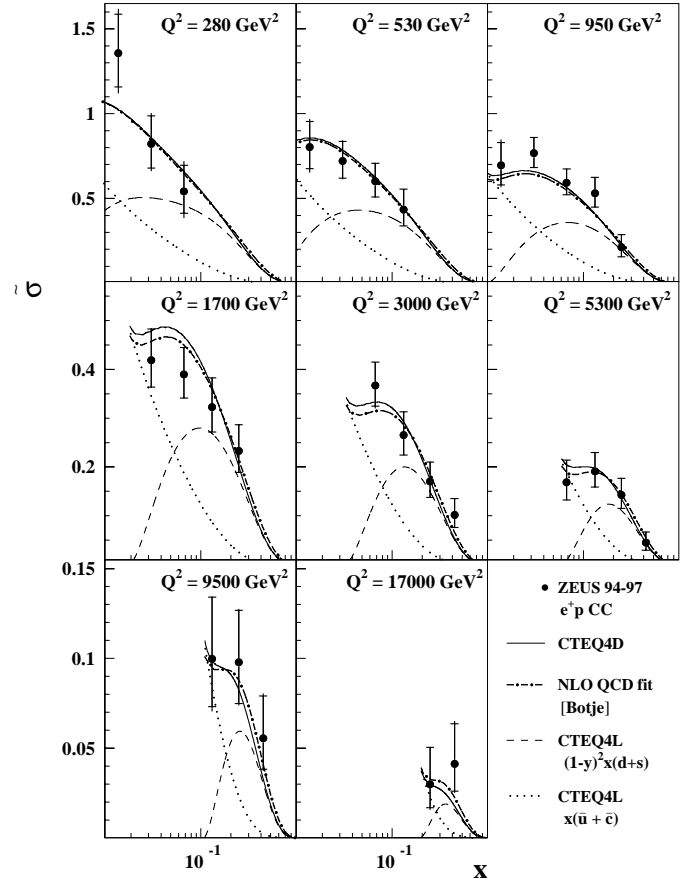 Q² = 280 GeV²
Q² = 530 GeV²
Q² = 950 GeV²
1.5
1
0.5
σ̃
Q² = 1700 GeV²
Q² = 3000 GeV²
Q² = 5300 GeV²
0.4
0.2
Q² = 9500 GeV²
Q² = 17000 GeV²
0.15
0.1
0.05
ZEUS 94-97
e⁺p CC
CTEQ4D
NLO QCD fit
[Botje]
CTEQ4L
(1-y)²x(d+s)
CTEQ4L
x(ū + c̄)
10⁻¹
10⁻¹
x